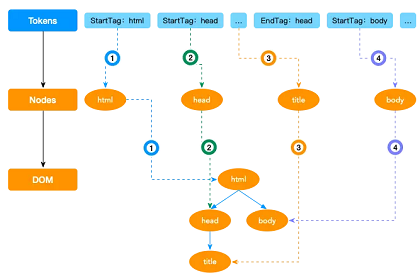 Tokens
StartTag: html
StartTag: head
...
EndTag: head
StartTag: body
...
1
2
3
4
Nodes
html
head
title
body
1
2
3
4
DOM
html
head
body
title